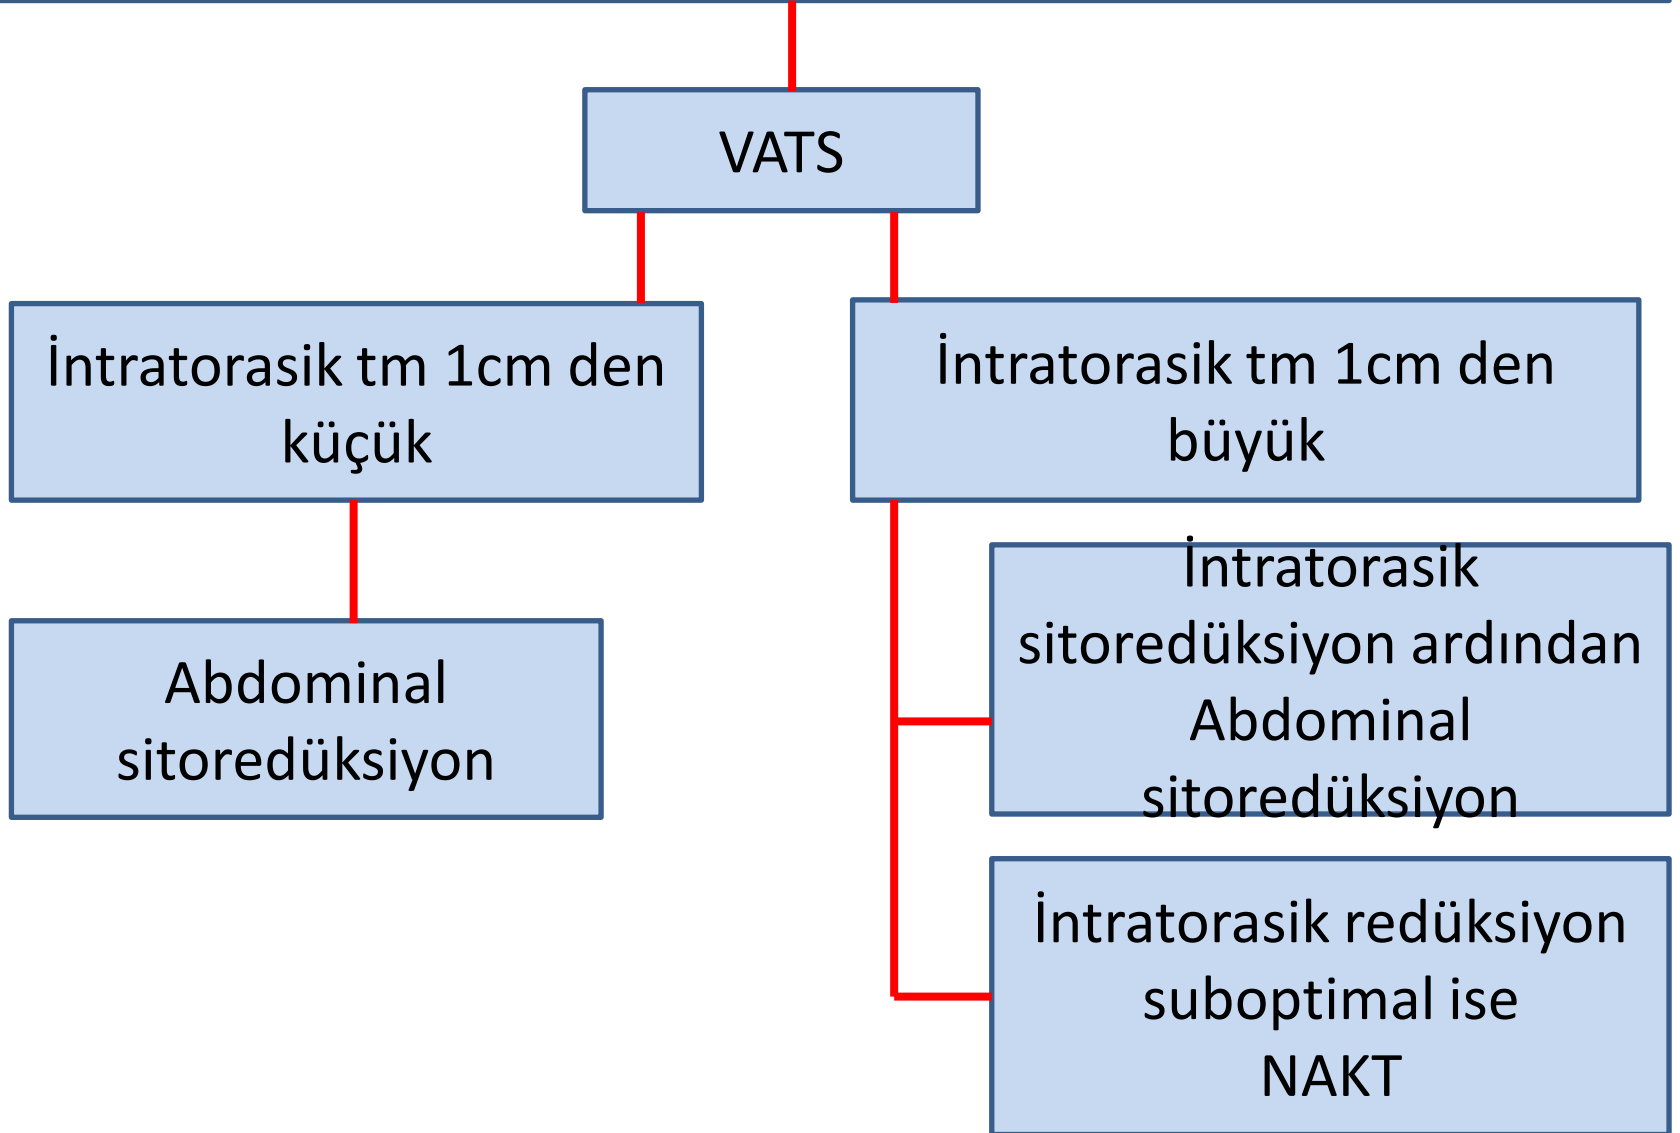 VATS
İntratorasik tm 1cm den
küçük
İntratorasik tm 1cm den
büyük
Abdominal
sitoredüksiyon
İntratorasik
sitoredüksiyon ardından
Abdominal
sitoredüksiyon
İntratorasik redüksiyon
suboptimal ise
NAKT